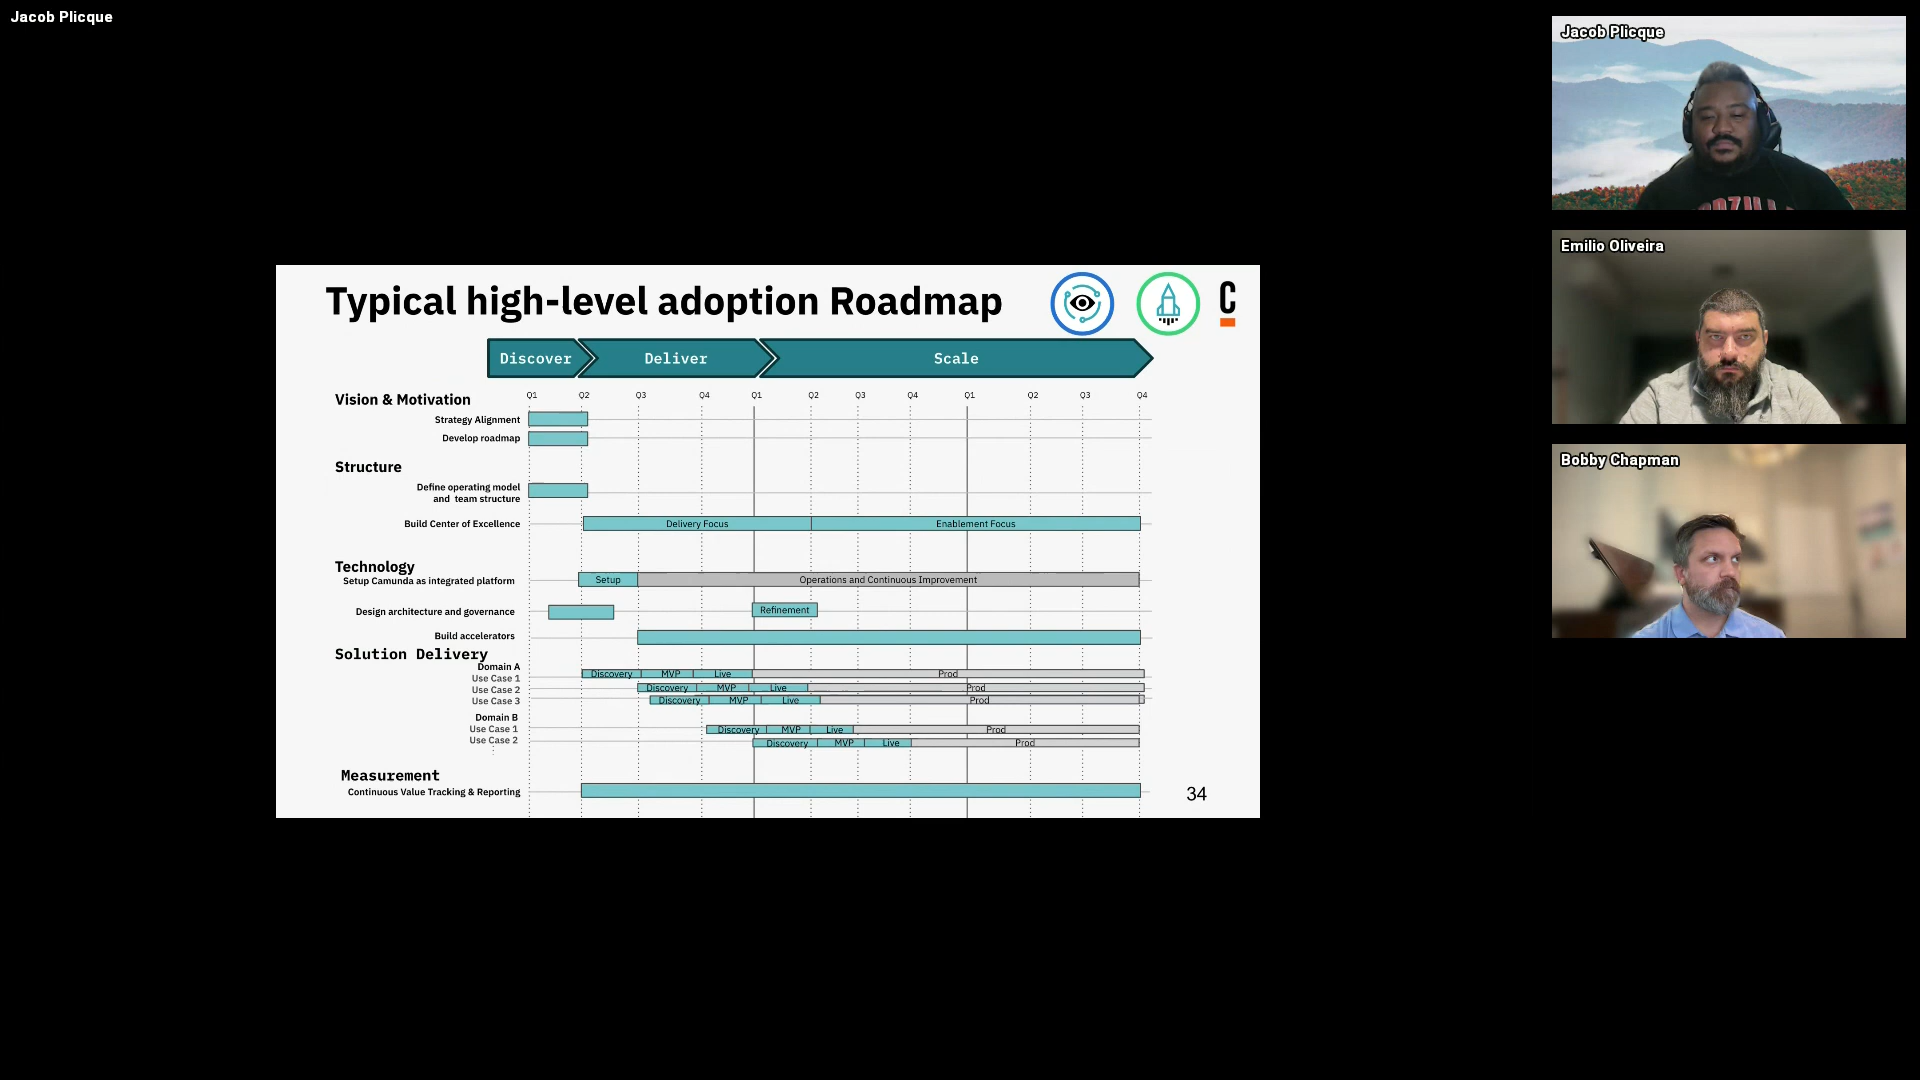 Jacob Plicque
Jacob Plicque
Emilio Oliveira
Bobby Chapman
Typical high-level adoption Roadmap
C
Discover
Deliver
Scale
Q1 Q2 Q3 Q4 Q1 Q2 Q3 Q4 Q1 Q2 Q3 Q4
Vision & Motivation
Strategy Alignment
Develop roadmap
Structure
Define operating model
and team structure
Build Center of Excellence
Delivery Focus
Enablement Focus
Technology
Setup Camunda as integrated platform
Setup
Operations and Continuous Improvement
Design architecture and governance
Refinement
Build accelerators
Solution Delivery
Domain A
Use Case 1
Discovery MVP Live Prod
Use Case 2
Discovery MVP Live Prod
Use Case 3
Discovery MVP Live Prod
Domain B
Use Case 1
Discovery MVP Live Prod
Use Case 2
Discovery MVP Live Prod
Measurement
Continuous Value Tracking & Reporting
34